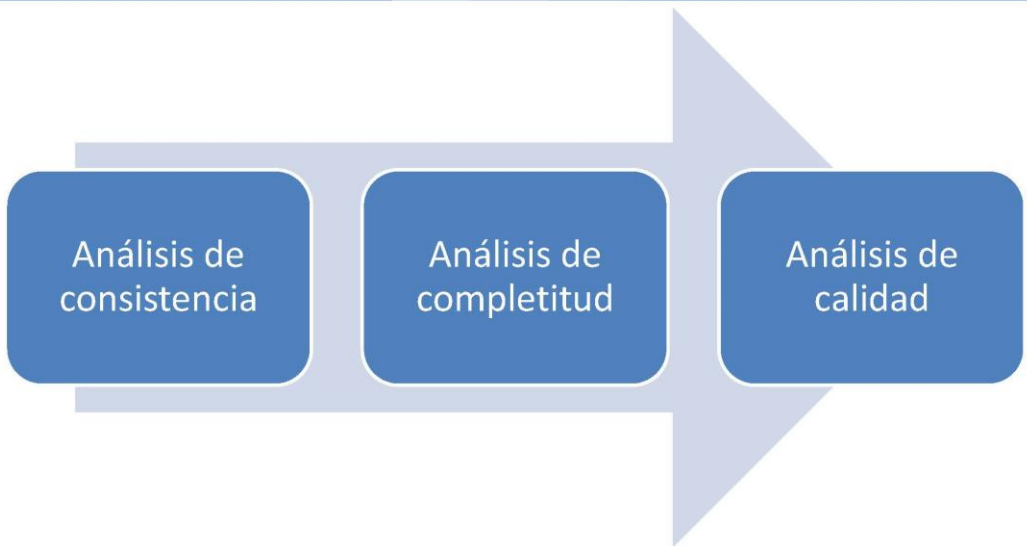 Análisis de
consistencia
Análisis de
completitud
Análisis de
calidad